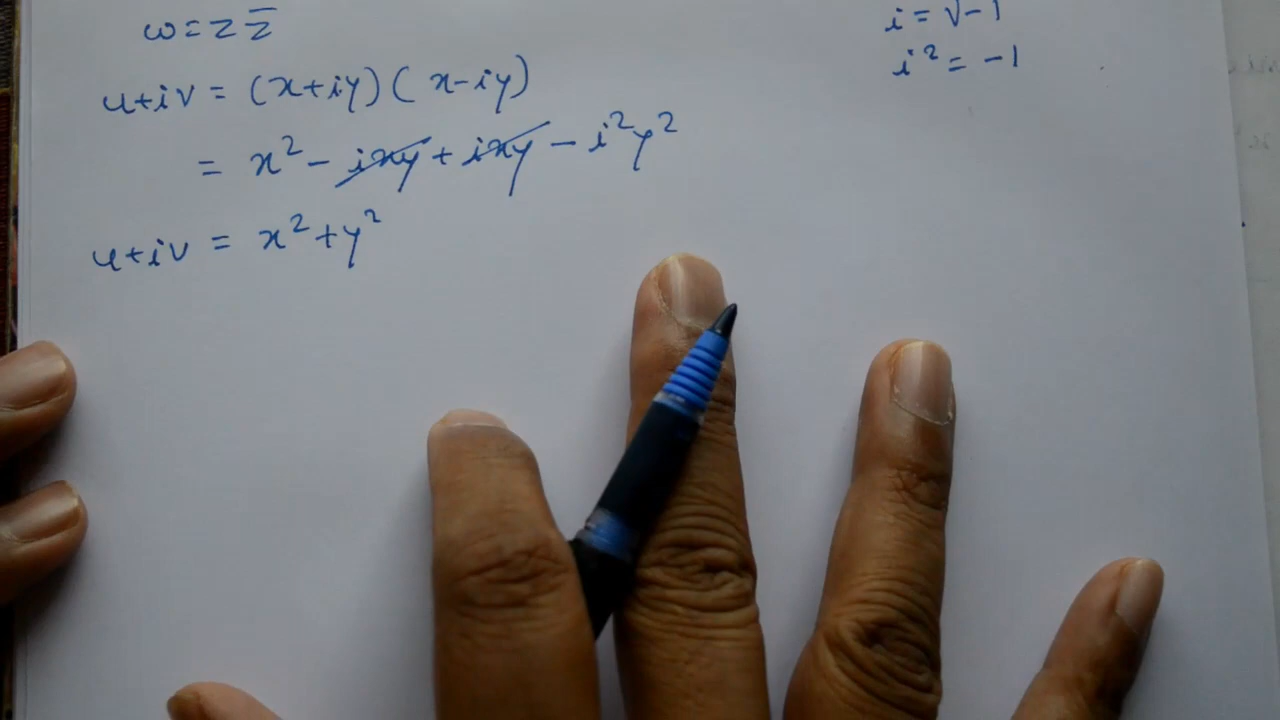 ω = z z̅
i = √-1
u+iv = (x+iy)(x-iy)
i² = -1
= x² - ixy + ixy - i²y²
u+iv = x²+y²